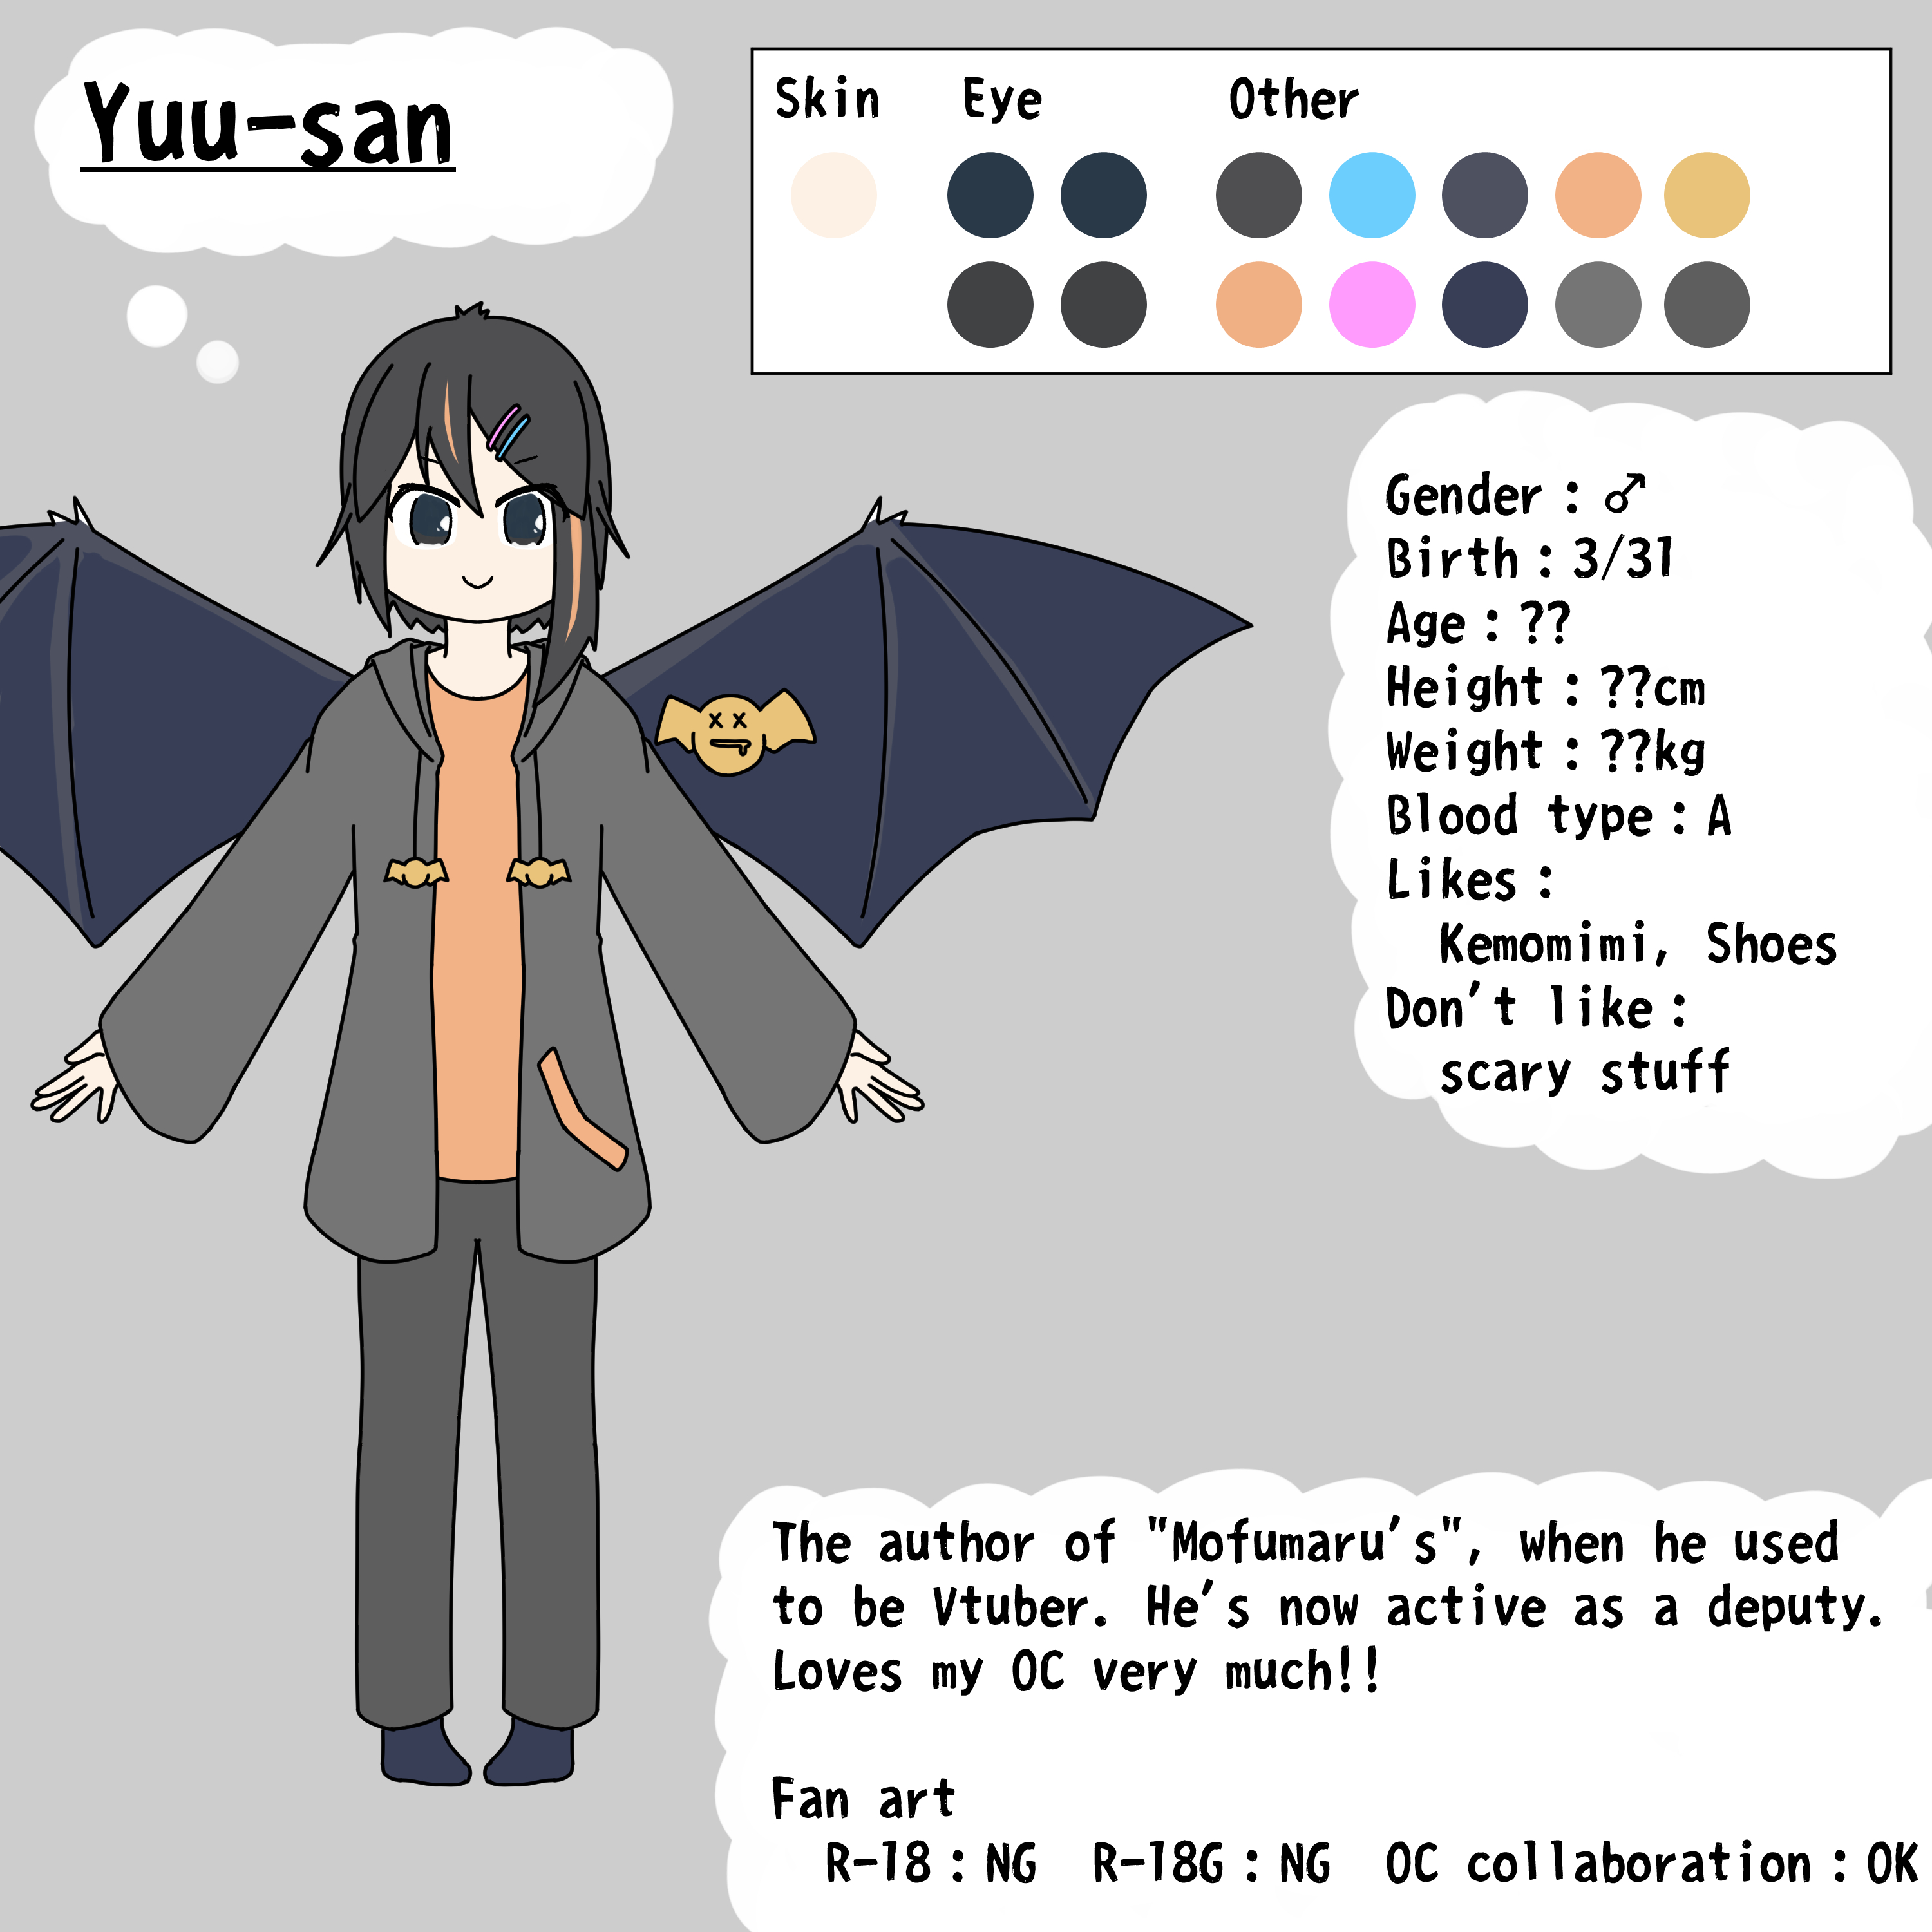 Yuu-san
Skin Eye Other
Gender : ♂
Birth : 3/31
Age : ??
Height : ??cm
Weight : ??kg
Blood type : A
Likes :
Kemomimi, Shoes
Don't like :
scary stuff
The author of "Mofumaru's", when he used
to be Vtuber. He's now active as a deputy.
Loves my OC very much!!
Fan art
R-18 : NG R-18G : NG OC collaboration : OK